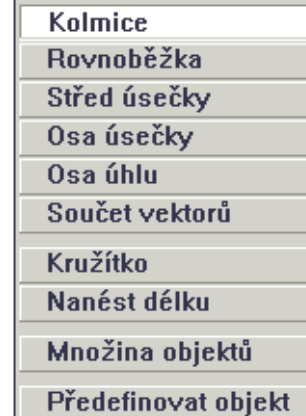 Kolmice
Rovnoběžka
Střed úsečky
Osa úsečky
Osa úhlu
Součet vektorů
Kružítko
Nanést délku
Množina objektů
Předefinovat objekt